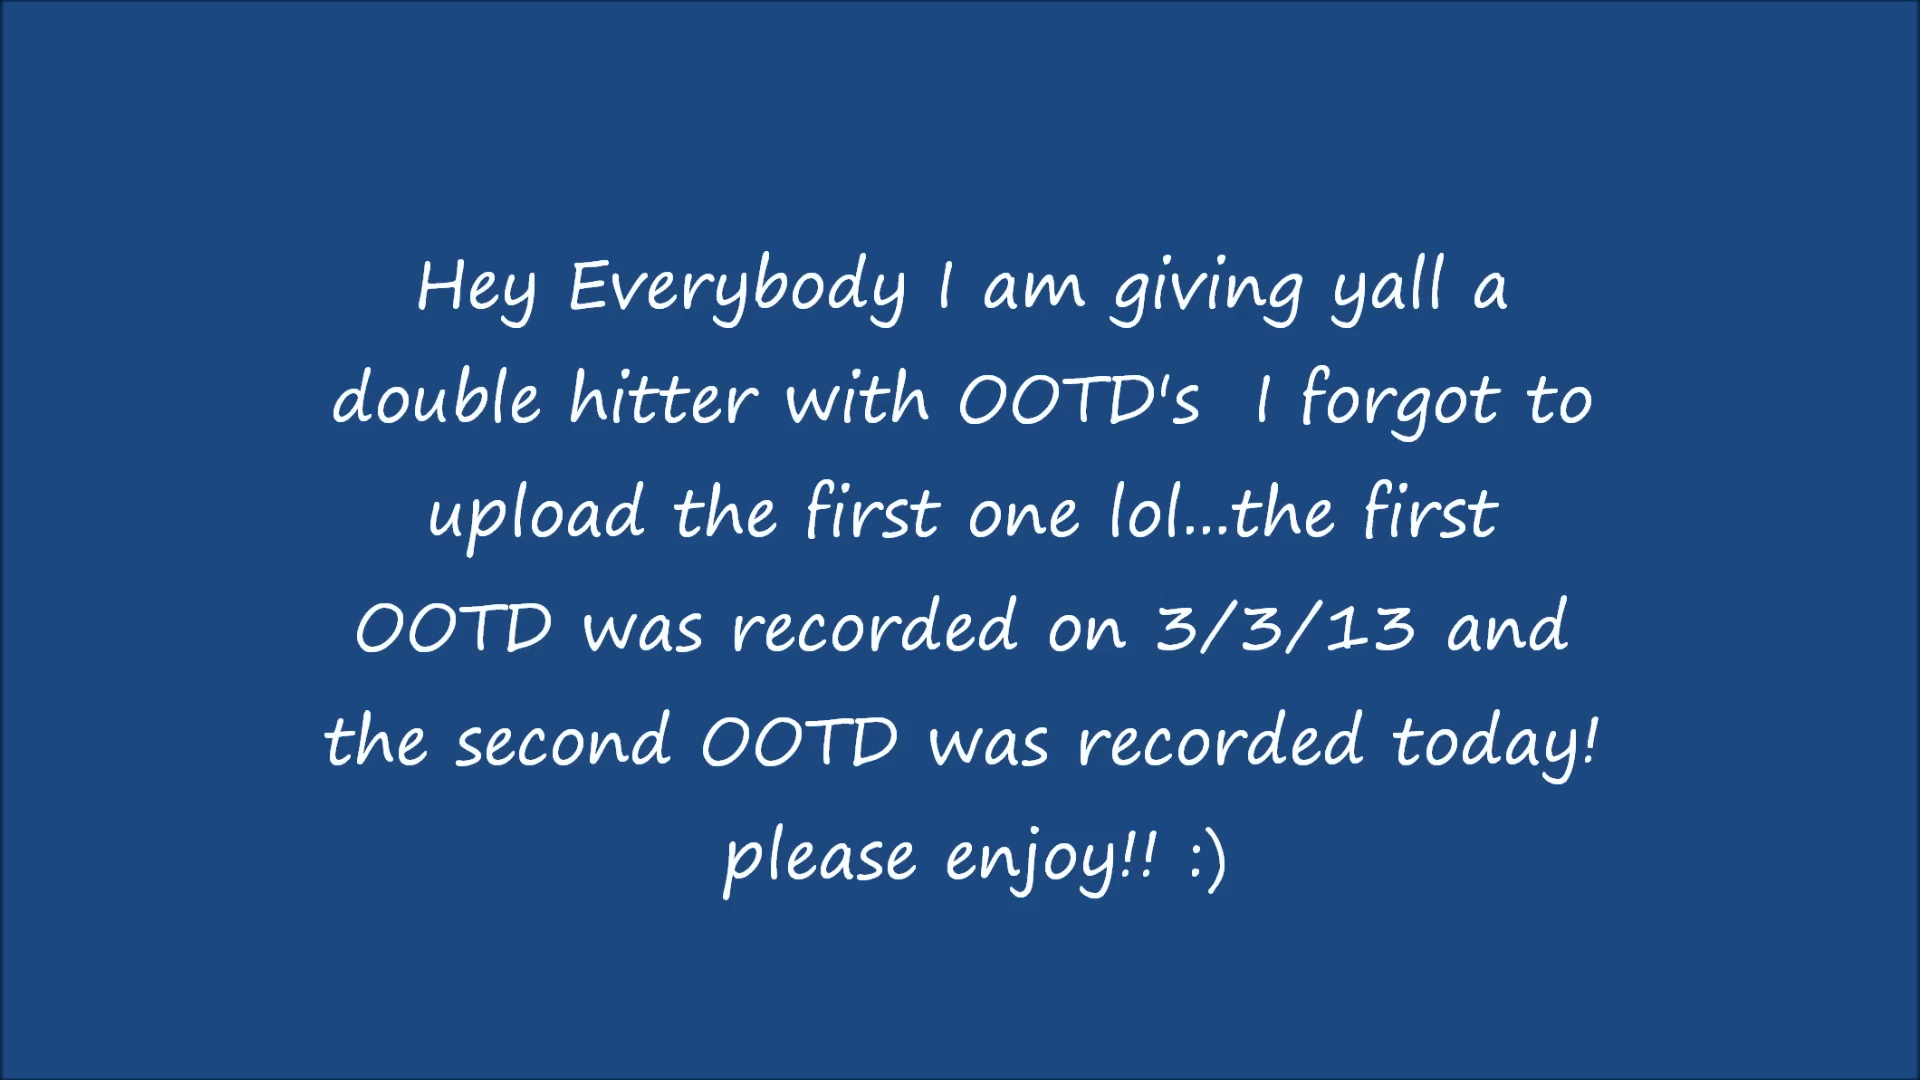 Hey Everybody I am giving yall a
double hitter with OOTD's  I forgot to
upload the first one lol...the first
OOTD was recorded on 3/3/13 and
the second OOTD was recorded today!
please enjoy!! :)